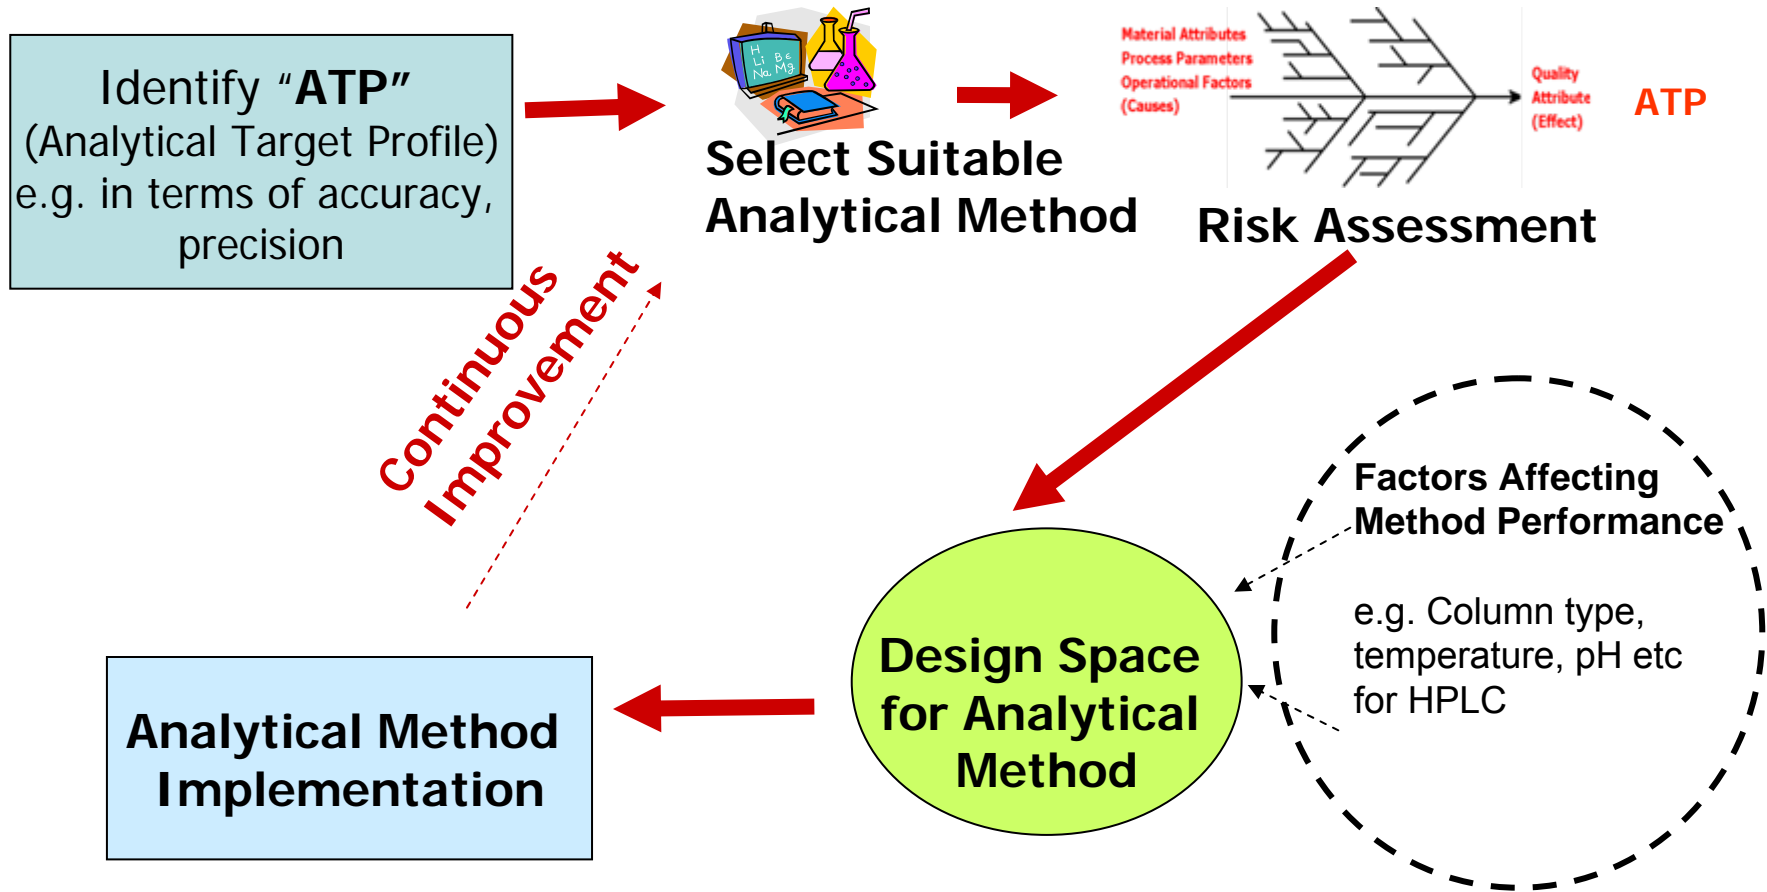 Identify “ATP”
(Analytical Target Profile)
e.g. in terms of accuracy,
precision
H
Li Be
Na Mg
Select Suitable
Analytical Method
Material Attributes
Process Parameters
Operational Factors
(Causes)
Quality
Attribute
(Effect)
ATP
Risk Assessment
Continuous
Improvement
Factors Affecting
Method Performance
e.g. Column type,
temperature, pH etc
for HPLC
Design Space
for Analytical
Method
Analytical Method
Implementation